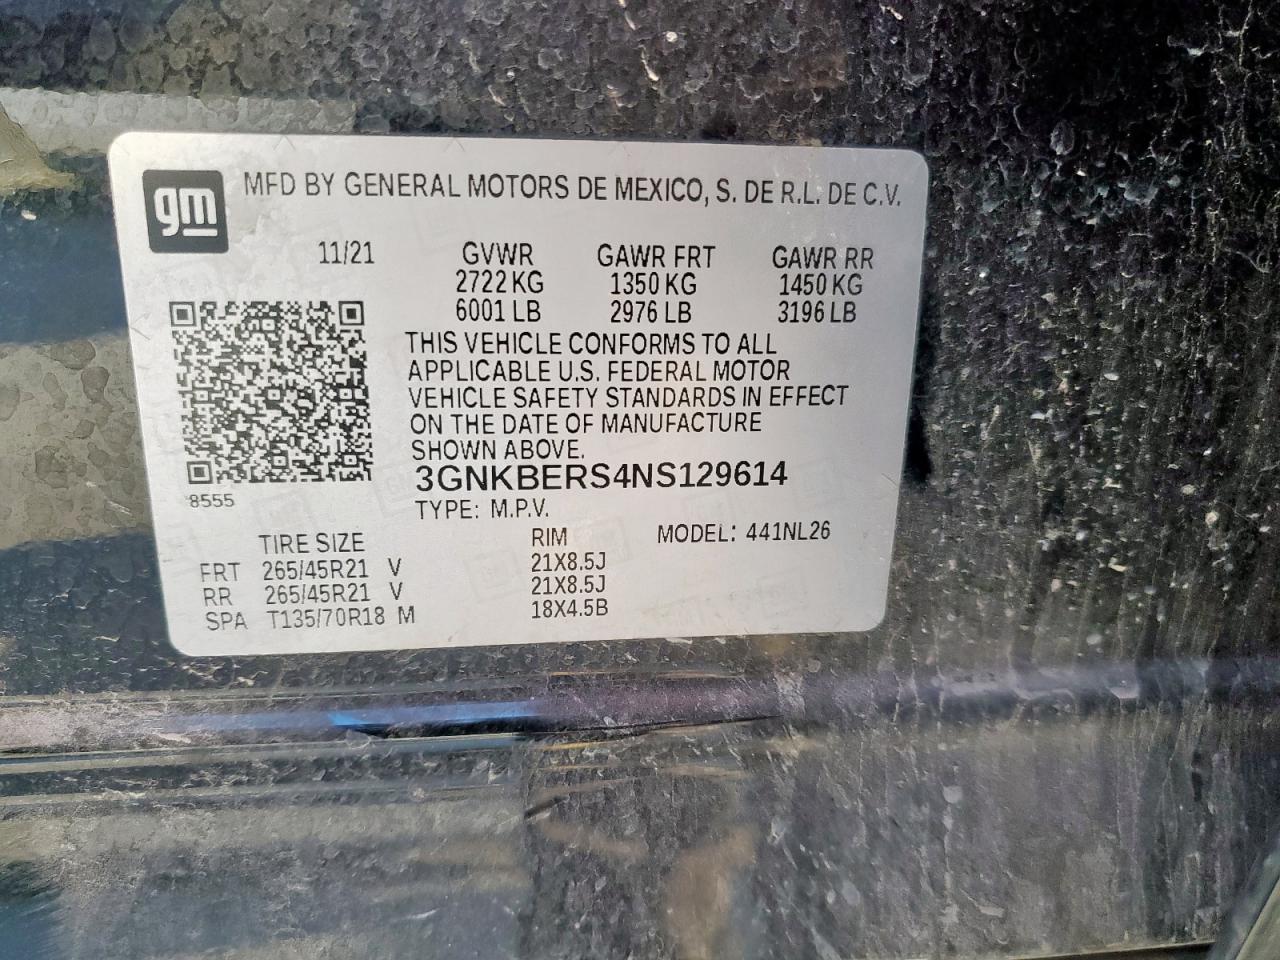 gm
MFD BY GENERAL MOTORS DE MEXICO, S. DE R.L. DE C.V.
11/21 GVWR GAWR FRT GAWR RR
2722 KG 1350 KG 1450 KG
6001 LB 2976 LB 3196 LB
THIS VEHICLE CONFORMS TO ALL
APPLICABLE U.S. FEDERAL MOTOR
VEHICLE SAFETY STANDARDS IN EFFECT
ON THE DATE OF MANUFACTURE
SHOWN ABOVE.
3GNKBERS4NS129614
8555
TYPE: M.P.V.
TIRE SIZE RIM MODEL: 441NL26
FRT 265/45R21 V 21X8.5J
RR 265/45R21 V 21X8.5J
SPA T135/70R18 M 18X4.5B